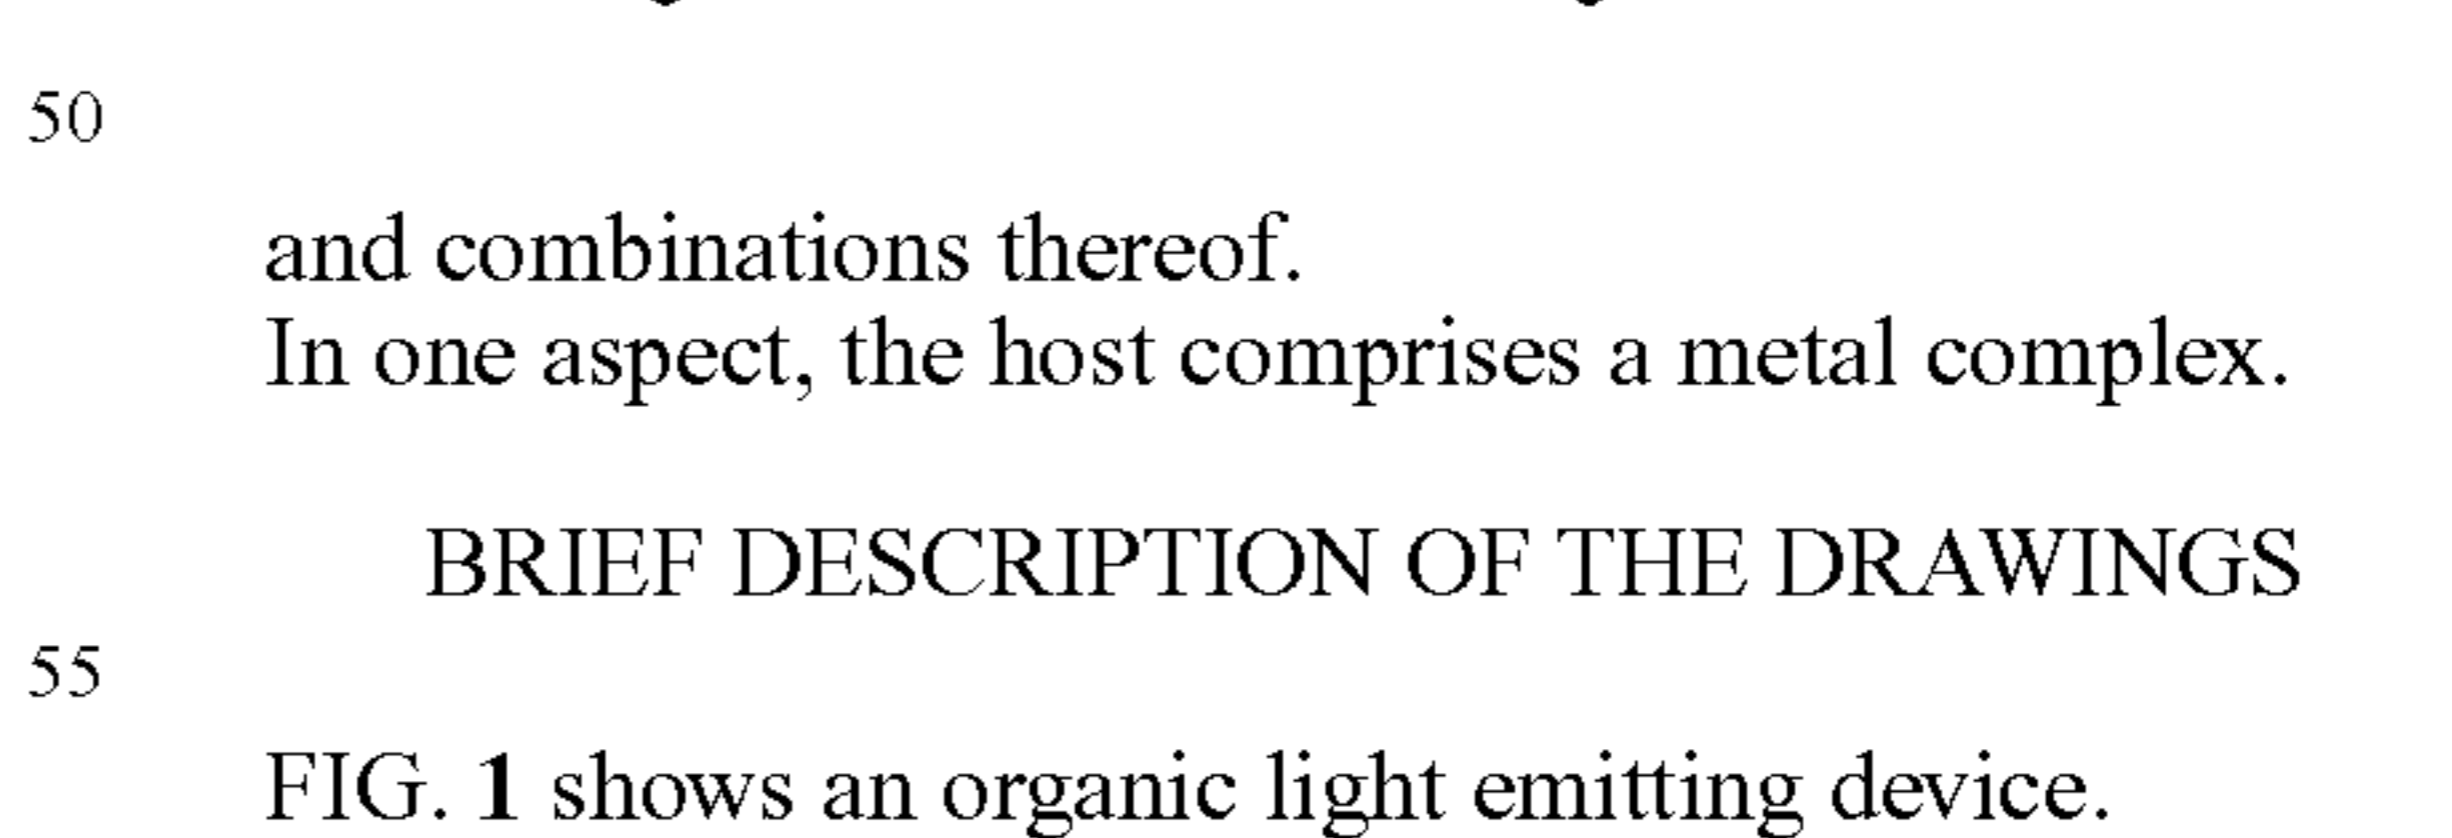 50
and combinations thereof.
In one aspect, the host comprises a metal complex.
BRIEF DESCRIPTION OF THE DRAWINGS
55
FIG. 1 shows an organic light emitting device.